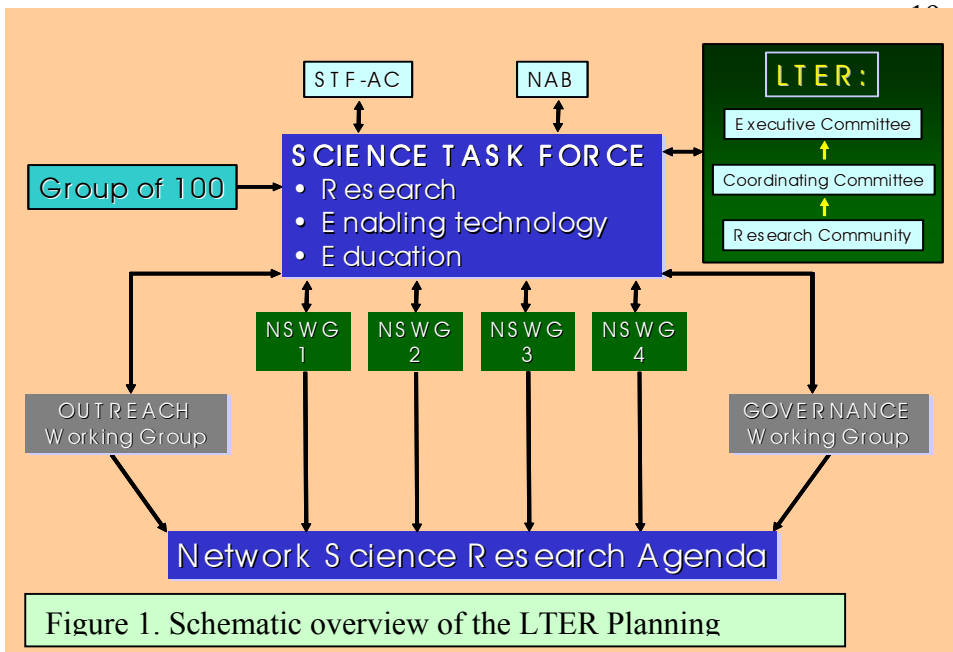 STF-AC
NAB
LTER:
Executive Committee
Coordinating Committee
Research Community
Group of 100
SCIENCE TASK FORCE
• Research
• Enabling technology
• Education
NSWG
1
NSWG
2
NSWG
3
NSWG
4
OUTREACH
Working Group
GOVERNANCE
Working Group
Network Science Research Agenda
Figure 1. Schematic overview of the LTER Planning